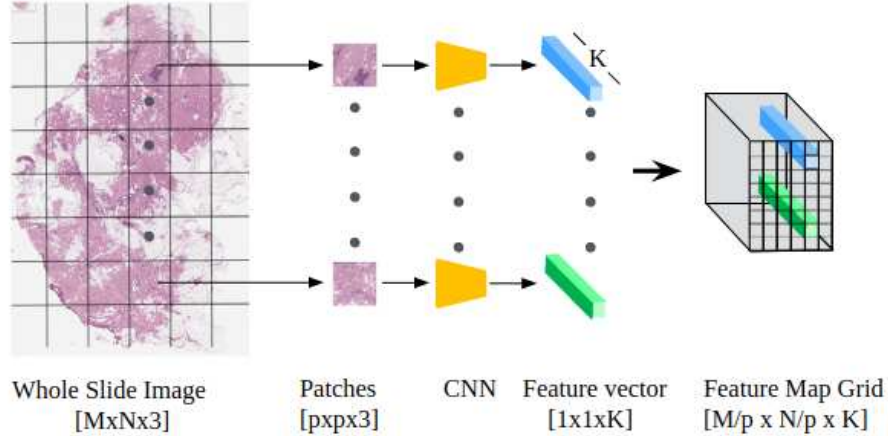 K
Whole Slide Image
[MxNx3]
Patches
[pxpx3]
CNN
Feature vector
[1x1xK]
Feature Map Grid
[M/p x N/p x K]